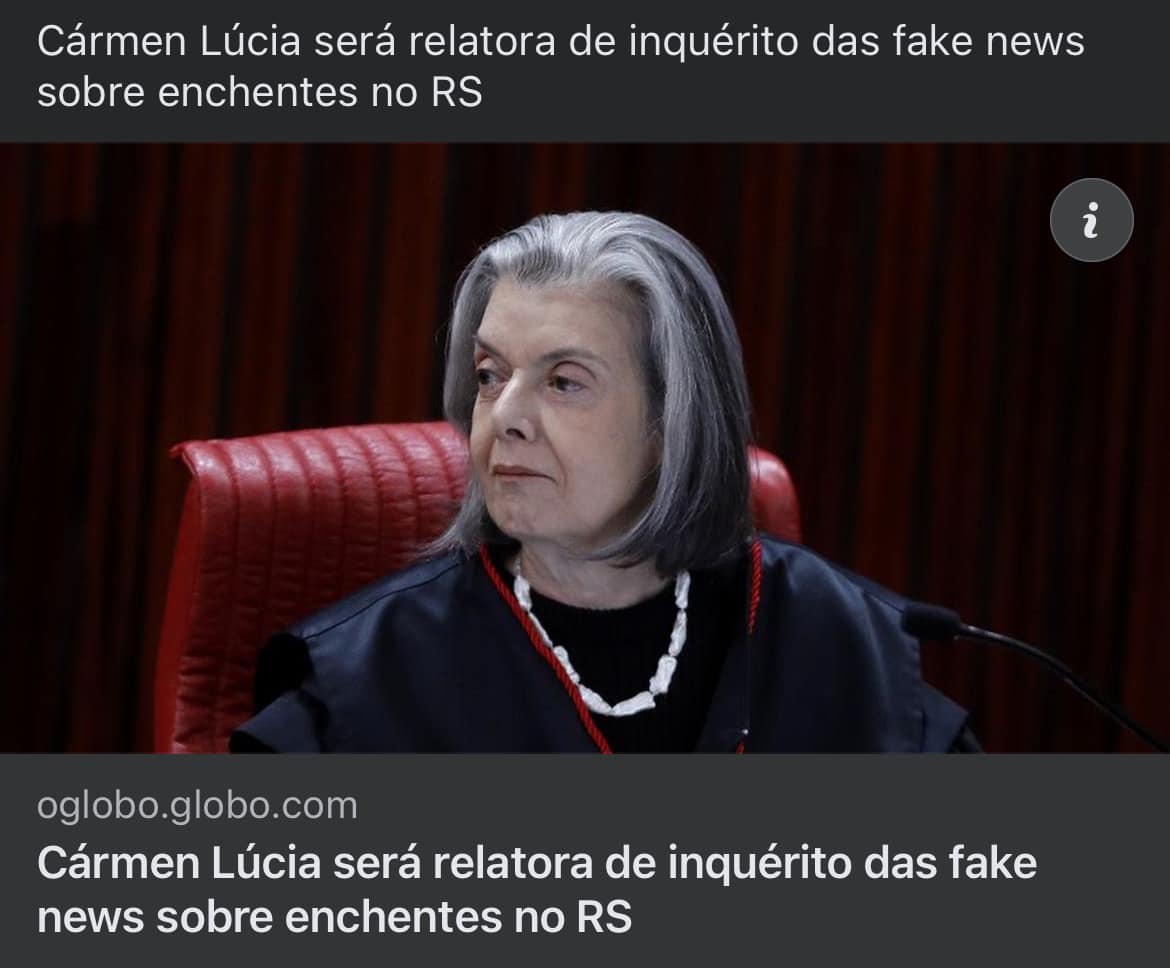 Cármen Lúcia será relatora de inquérito das fake news
sobre enchentes no RS
i
oglobo.globo.com
Cármen Lúcia será relatora de inquérito das fake
news sobre enchentes no RS